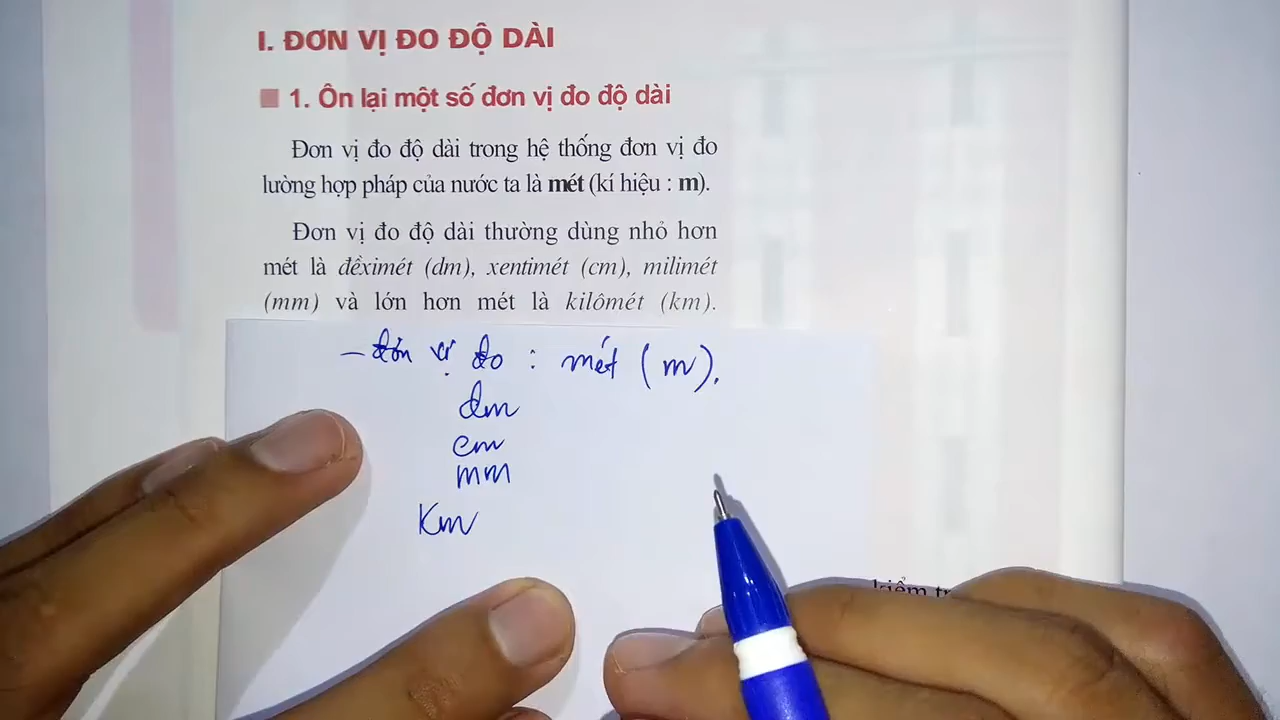 I. ĐƠN VỊ ĐO ĐỘ DÀI
1. Ôn lại một số đơn vị đo độ dài
Đơn vị đo độ dài trong hệ thống đơn vị đo
lường hợp pháp của nước ta là mét (kí hiệu : m).
Đơn vị đo độ dài thường dùng nhỏ hơn
mét là đềximét (dm), xentimét (cm), milimét
(mm) và lớn hơn mét là kilômét (km).
– đơn vị đo : mét (m).
dm
cm
mm
Km
kiểm